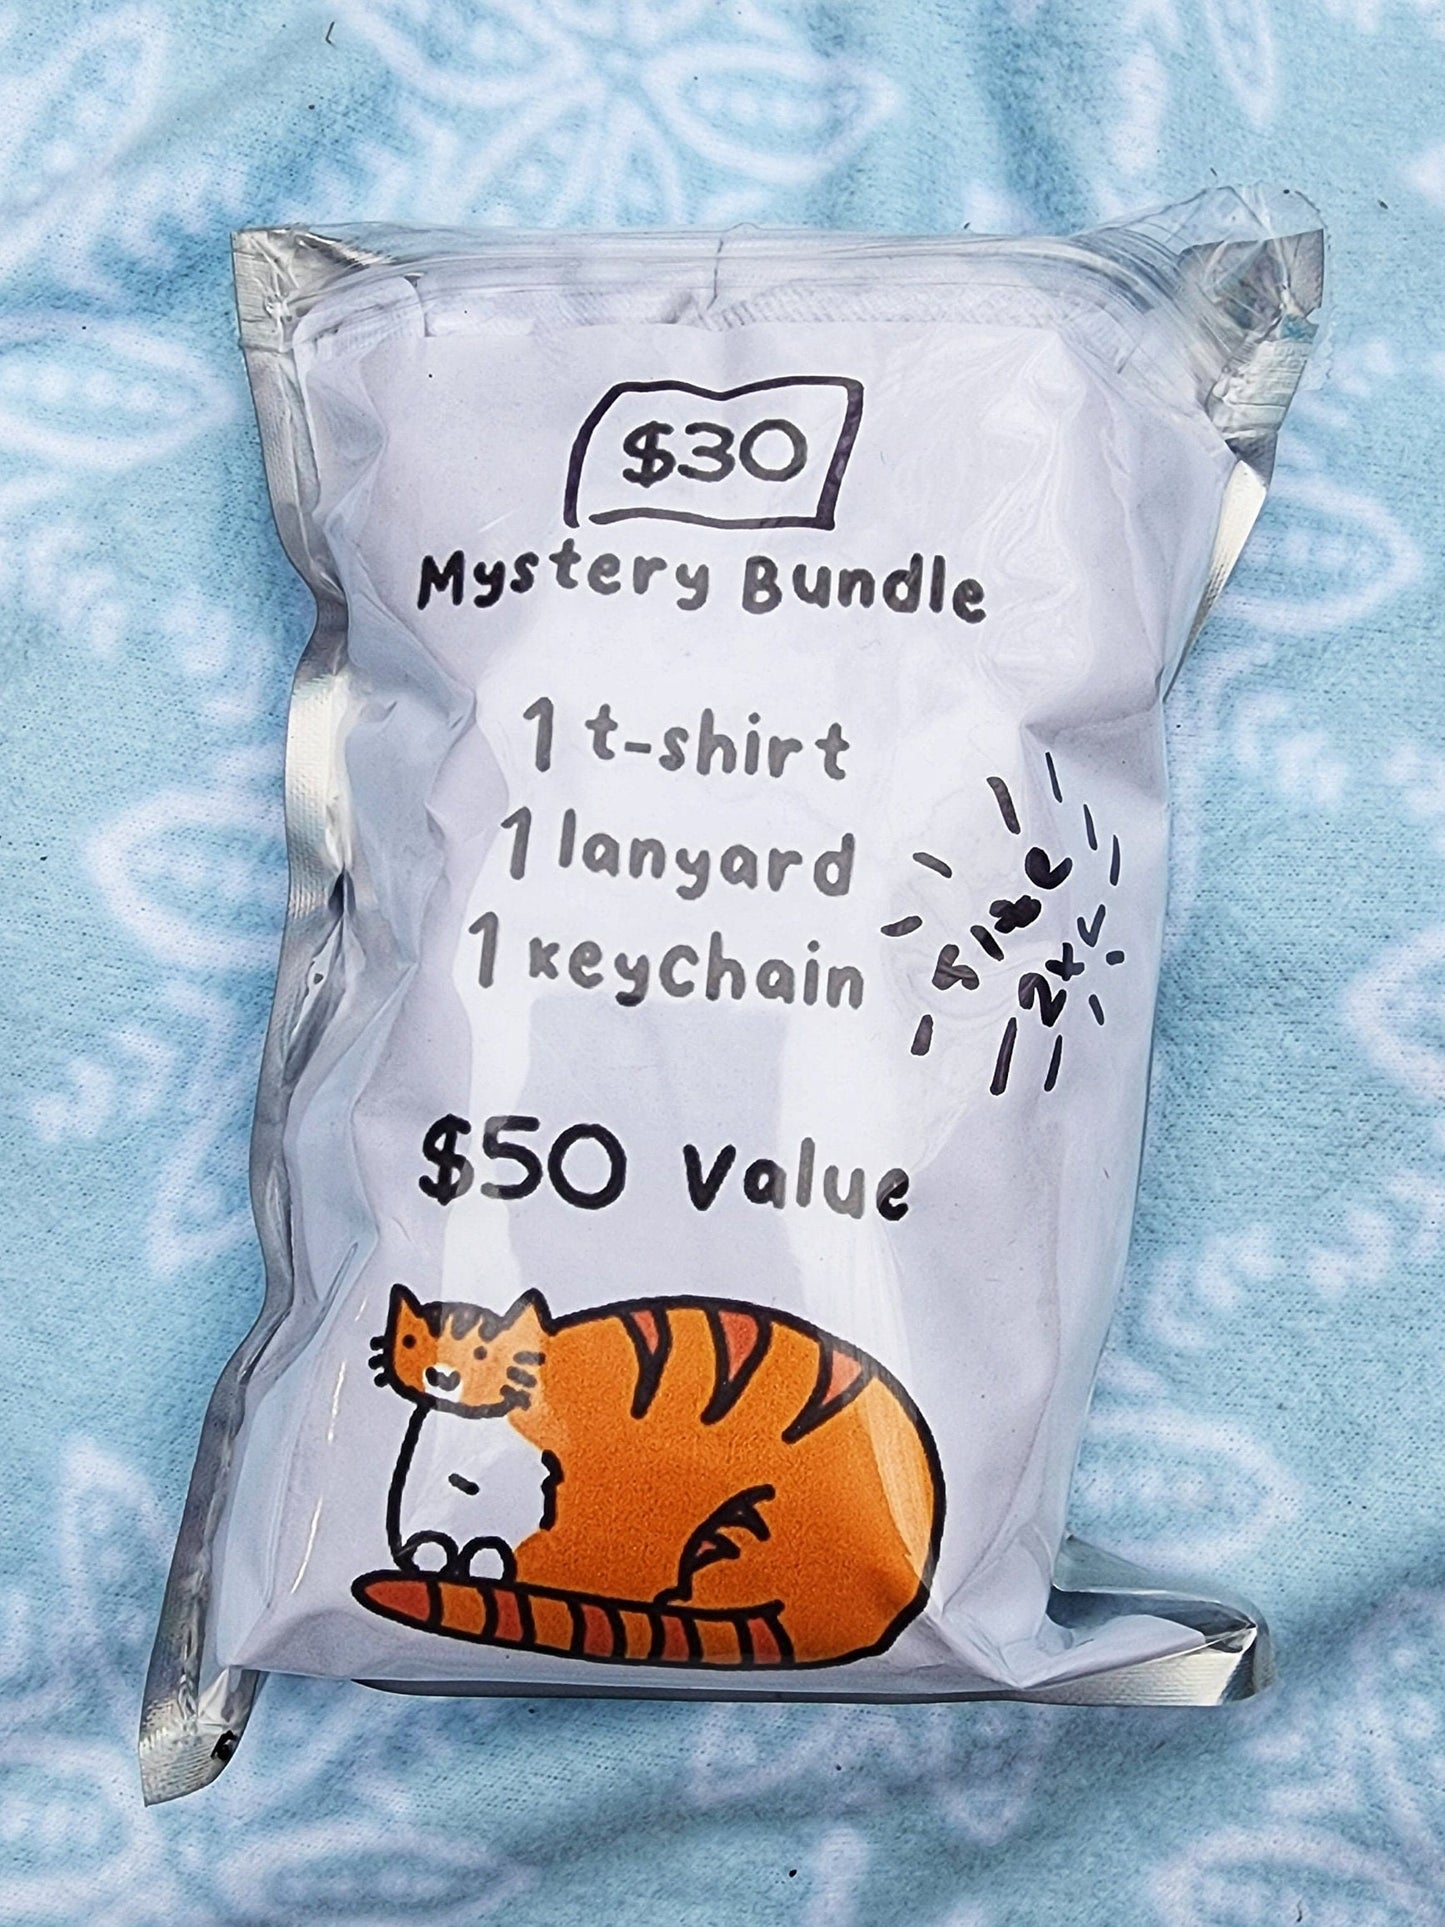 $30
Mystery Bundle
1 t-shirt
1 lanyard
1 keychain
size
2xL
$50 value